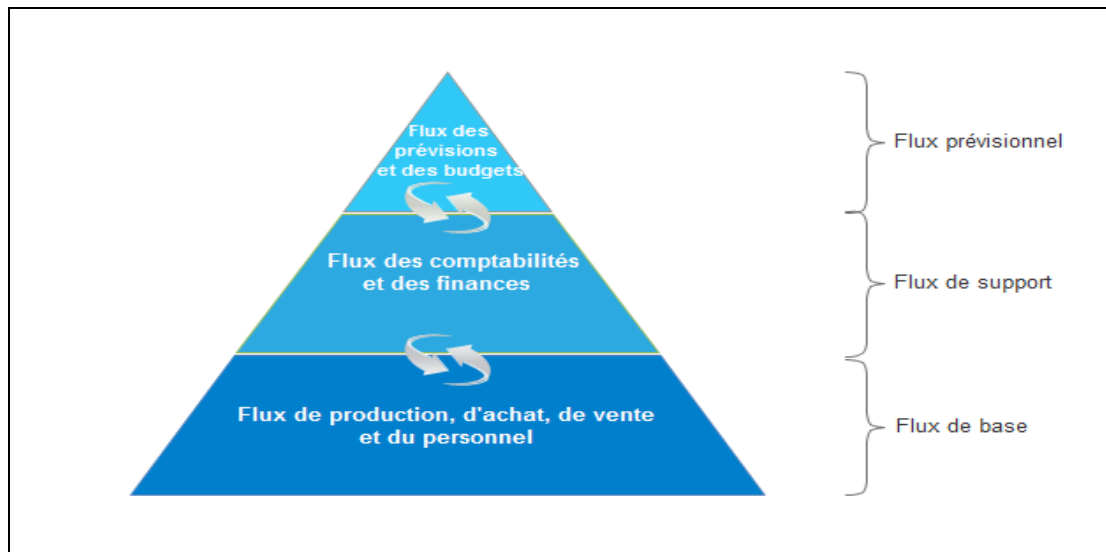 Flux des
prévisions
et des budgets
Flux prévisionnel
Flux des comptabilités
et des finances
Flux de support
Flux de production, d'achat, de vente
et du personnel
Flux de base